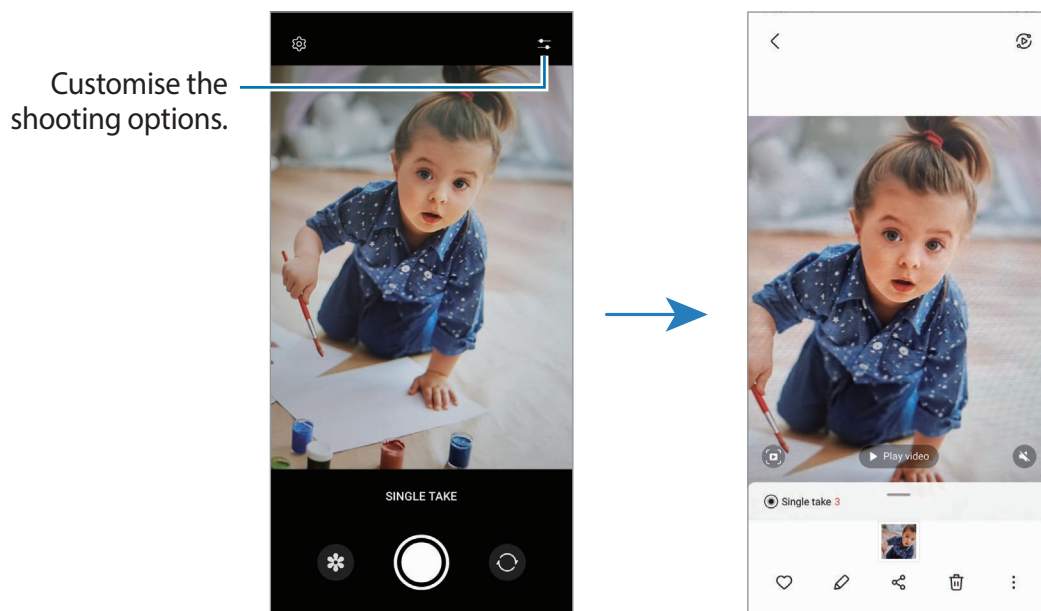 Customise the
shooting options.
SINGLE TAKE
Play video
Single take 3